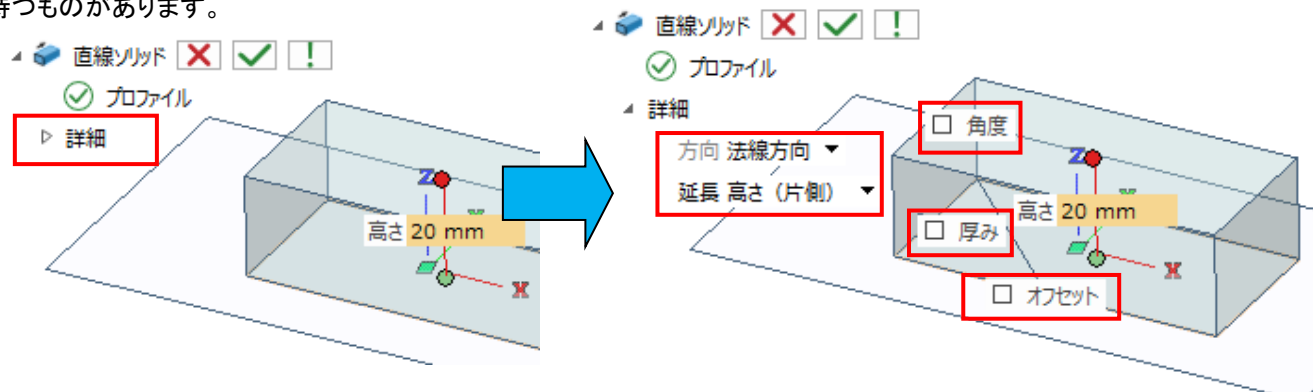 持つものがあります。
直線ソリッド
プロファイル
詳細
Z
高さ 20 mm
X
直線ソリッド
プロファイル
詳細
方向 法線方向
延長 高さ（片側）
角度
Z
高さ 20 mm
厚み
X
オフセット